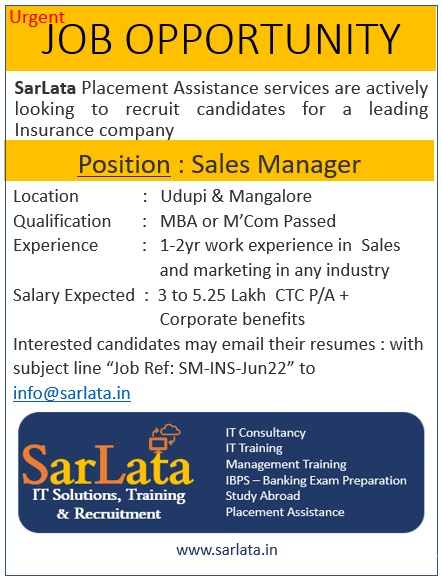 Urgent
JOB OPPORTUNITY
SarLata Placement Assistance services are actively
looking to recruit candidates for a leading
Insurance company
Position : Sales Manager
Location : Udupi & Mangalore
Qualification : MBA or M’Com Passed
Experience : 1-2yr work experience in Sales
and marketing in any industry
Salary Expected : 3 to 5.25 Lakh CTC P/A +
Corporate benefits
Interested candidates may email their resumes : with
subject line “Job Ref: SM-INS-Jun22” to
info@sarlata.in
SarLata
IT Solutions, Training
& Recruitment
IT Consultancy
IT Training
Management Training
IBPS – Banking Exam Preparation
Study Abroad
Placement Assistance
www.sarlata.in